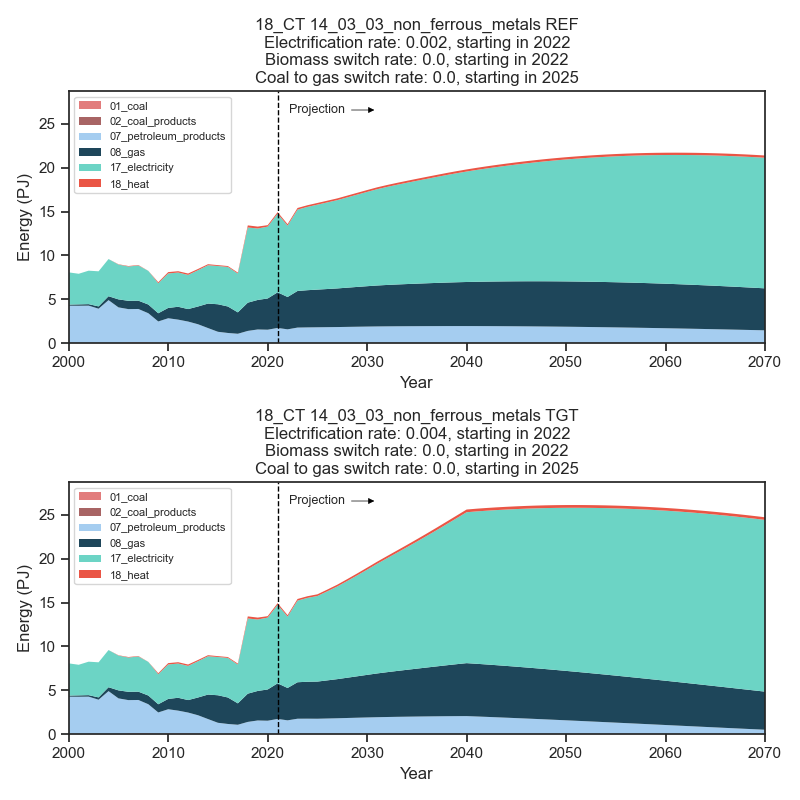 18_CT 14_03_03_non_ferrous_metals REF
Electrification rate: 0.002, starting in 2022
Biomass switch rate: 0.0, starting in 2022
Coal to gas switch rate: 0.0, starting in 2025
01_coal
02_coal_products
07_petroleum_products
08_gas
17_electricity
18_heat
Projection
Energy (PJ)
25
20
15
10
5
0
2000 2010 2020 2030 2040 2050 2060 2070
Year
18_CT 14_03_03_non_ferrous_metals TGT
Electrification rate: 0.004, starting in 2022
Biomass switch rate: 0.0, starting in 2022
Coal to gas switch rate: 0.0, starting in 2025
01_coal
02_coal_products
07_petroleum_products
08_gas
17_electricity
18_heat
Projection
Energy (PJ)
25
20
15
10
5
0
2000 2010 2020 2030 2040 2050 2060 2070
Year